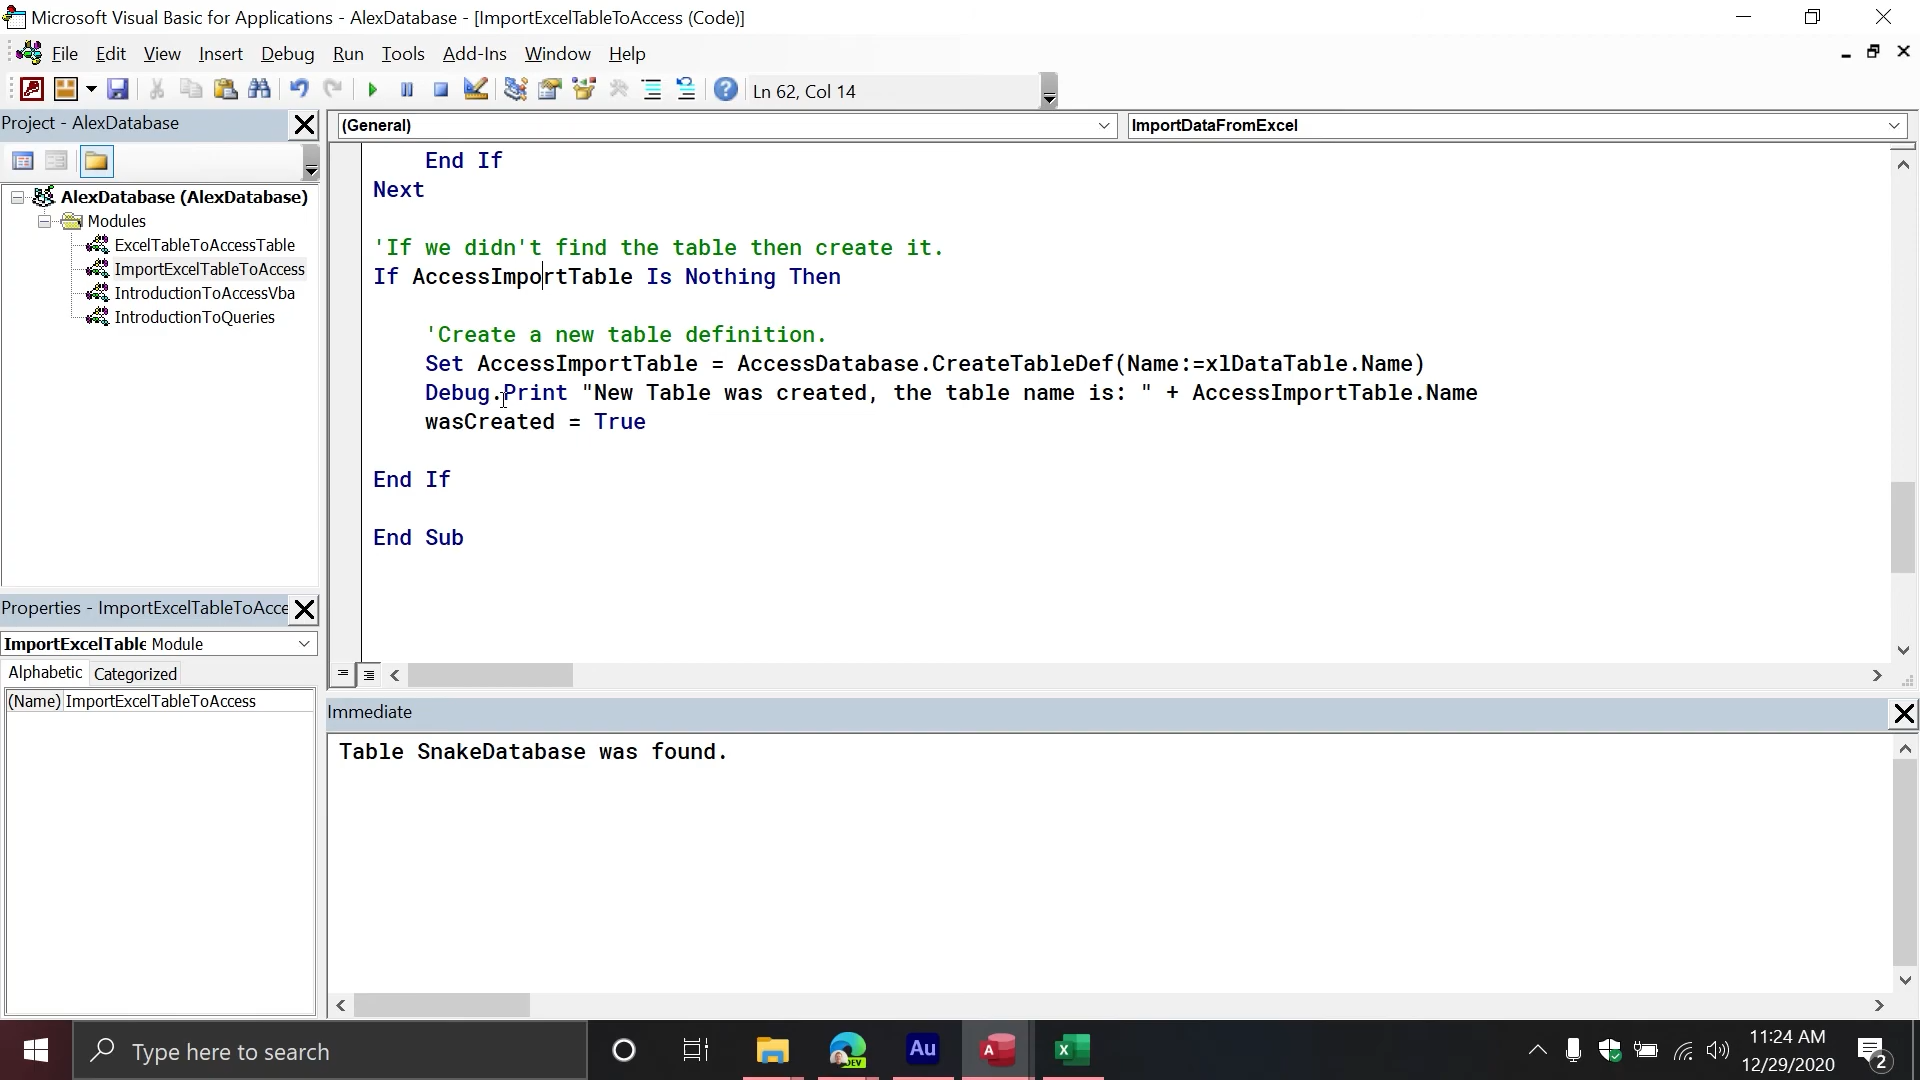 Microsoft Visual Basic for Applications - AlexDatabase - [ImportExcelTableToAccess (Code)]
File Edit View Insert Debug Run Tools Add-Ins Window Help
Ln 62, Col 14
Project - AlexDatabase
AlexDatabase (AlexDatabase)
Modules
ExcelTableToAccessTable
ImportExcelTableToAccess
IntroductionToAccessVba
IntroductionToQueries
Properties - ImportExcelTableToAcce
ImportExcelTable Module
Alphabetic Categorized
(Name) ImportExcelTableToAccess
(General) ImportDataFromExcel
End If
Next
'If we didn't find the table then create it.
If AccessImportTable Is Nothing Then
'Create a new table definition.
Set AccessImportTable = AccessDatabase.CreateTableDef(Name:=xlDataTable.Name)
Debug.Print "New Table was created, the table name is: " + AccessImportTable.Name
wasCreated = True
End If
End Sub
Immediate
Table SnakeDatabase was found.
Type here to search
DEV
Au
A
X
11:24 AM
12/29/2020
2